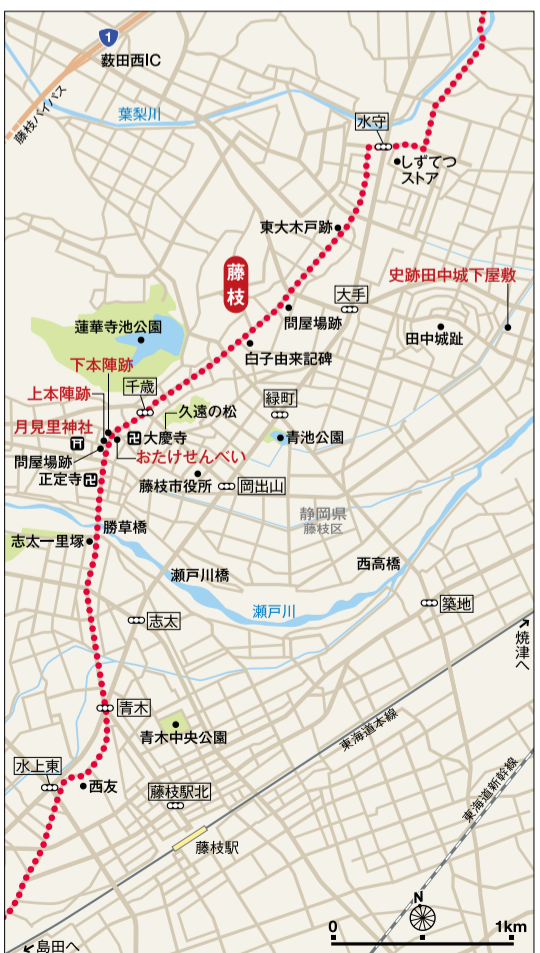 1
薮田西IC
藤枝バイパス
葉梨川
水守
しずてつ
ストア
東大木戸跡
藤枝
史跡田中城下屋敷
大手
問屋場跡
田中城趾
蓮華寺池公園
白子由来記碑
下本陣跡
千歳
上本陣跡
久遠の松
緑町
月見里神社
大慶寺
青池公園
おたけせんべい
問屋場跡
正定寺
藤枝市役所
岡出山
静岡県
藤枝区
勝草橋
志太一里塚
西高橋
瀬戸川橋
瀬戸川
築地
志太
焼津へ
青木
青木中央公園
東海道本線
水上東
西友
藤枝駅北
東海道新幹線
藤枝駅
N
0 1km
島田へ